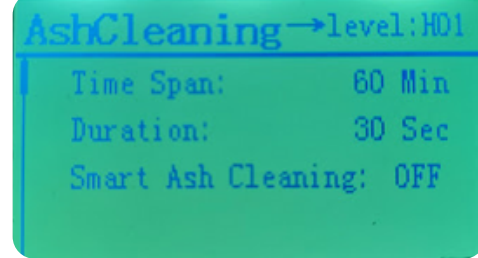 AshCleaning→level:H01
Time Span: 60 Min
Duration: 30 Sec
Smart Ash Cleaning: OFF